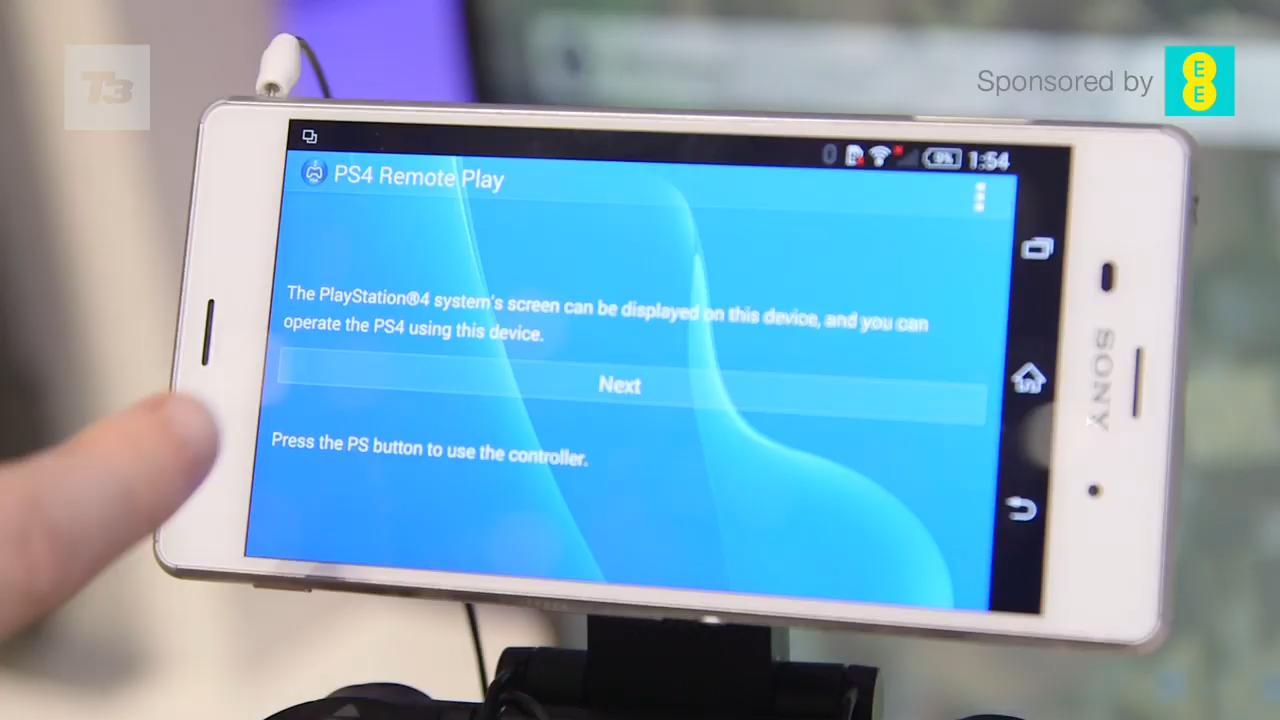 T3
Sponsored by
EE
1:54
PS4 Remote Play
The PlayStation®4 system's screen can be displayed on this device, and you can
operate the PS4 using this device.
Next
Press the PS button to use the controller.
SONY